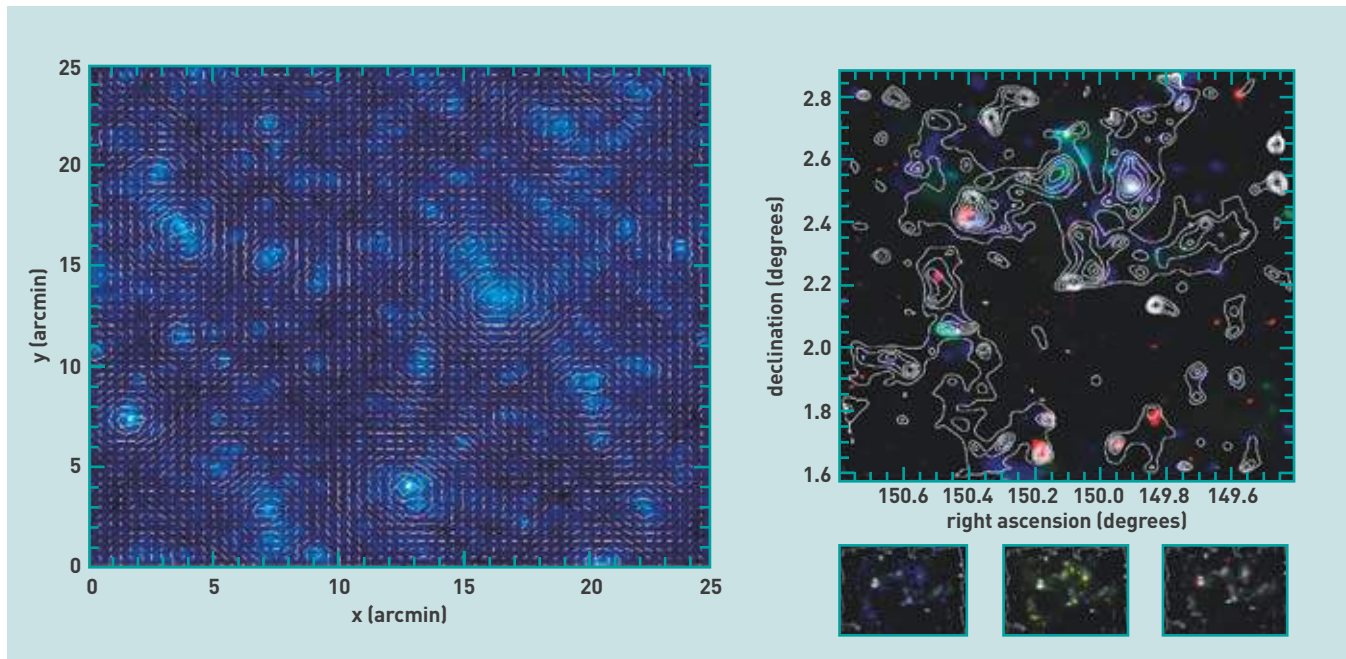 25
20
15
10
5
0
y (arcmin)
0 5 10 15 20 25
x (arcmin)
2.8
2.6
2.4
2.2
2.0
1.8
1.6
declination (degrees)
150.6 150.4 150.2 150.0 149.8 149.6
right ascension (degrees)